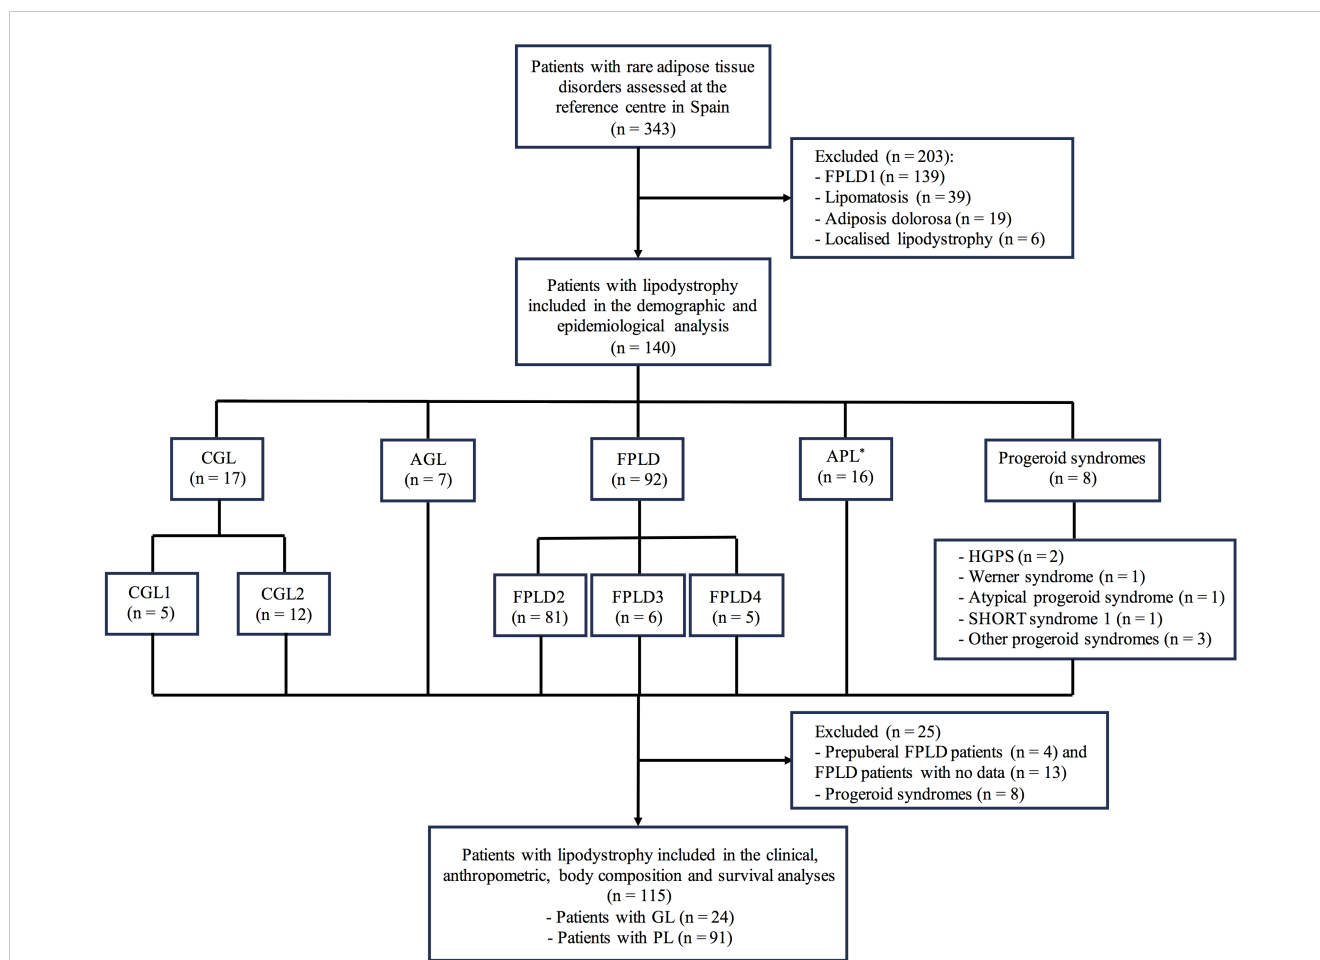 Patients with rare adipose tissue
disorders assessed at the
reference centre in Spain
(n = 343)
Excluded (n = 203):
- FPLD1 (n = 139)
- Lipomatosis (n = 39)
- Adiposis dolorosa (n = 19)
- Localised lipodystrophy (n = 6)
Patients with lipodystrophy
included in the demographic and
epidemiological analysis
(n = 140)
CGL
(n = 17)
AGL
(n = 7)
FPLD
(n = 92)
APL*
(n = 16)
Progeroid syndromes
(n = 8)
CGL1
(n = 5)
CGL2
(n = 12)
FPLD2
(n = 81)
FPLD3
(n = 6)
FPLD4
(n = 5)
- HGPS (n = 2)
- Werner syndrome (n = 1)
- Atypical progeroid syndrome (n = 1)
- SHORT syndrome 1 (n = 1)
- Other progeroid syndromes (n = 3)
Excluded (n = 25)
- Prepuberal FPLD patients (n = 4) and
FPLD patients with no data (n = 13)
- Progeroid syndromes (n = 8)
Patients with lipodystrophy included in the clinical,
anthropometric, body composition and survival analyses
(n = 115)
- Patients with GL (n = 24)
- Patients with PL (n = 91)